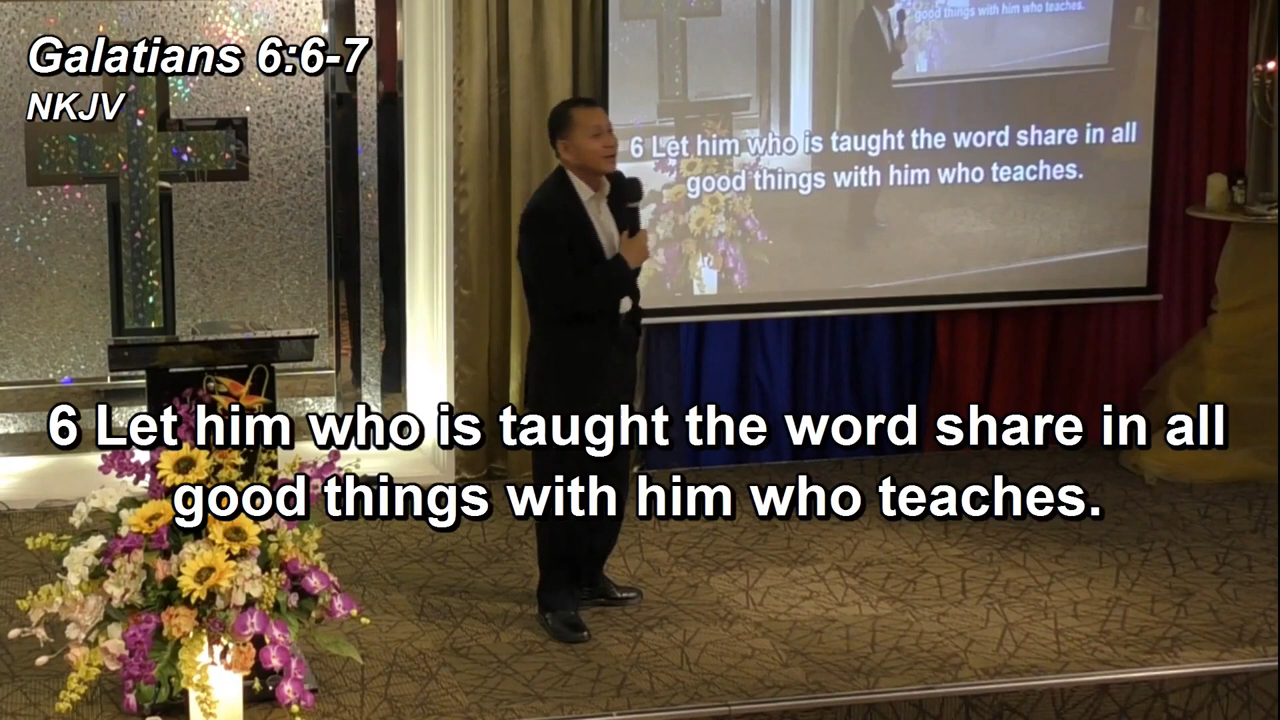 Galatians 6:6-7
NKJV
good things with him who teaches.
6 Let him who is taught the word share in all
good things with him who teaches.
6 Let him who is taught the word share in all
good things with him who teaches.